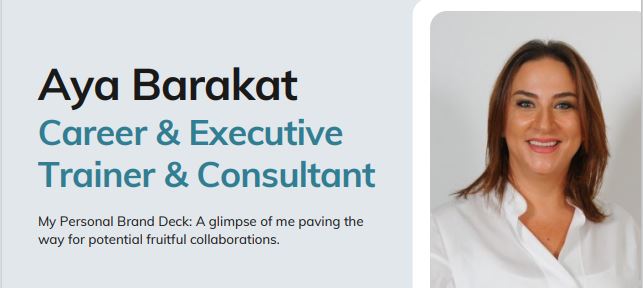 Aya Barakat
Career & Executive
Trainer & Consultant
My Personal Brand Deck: A glimpse of me paving the
way for potential fruitful collaborations.